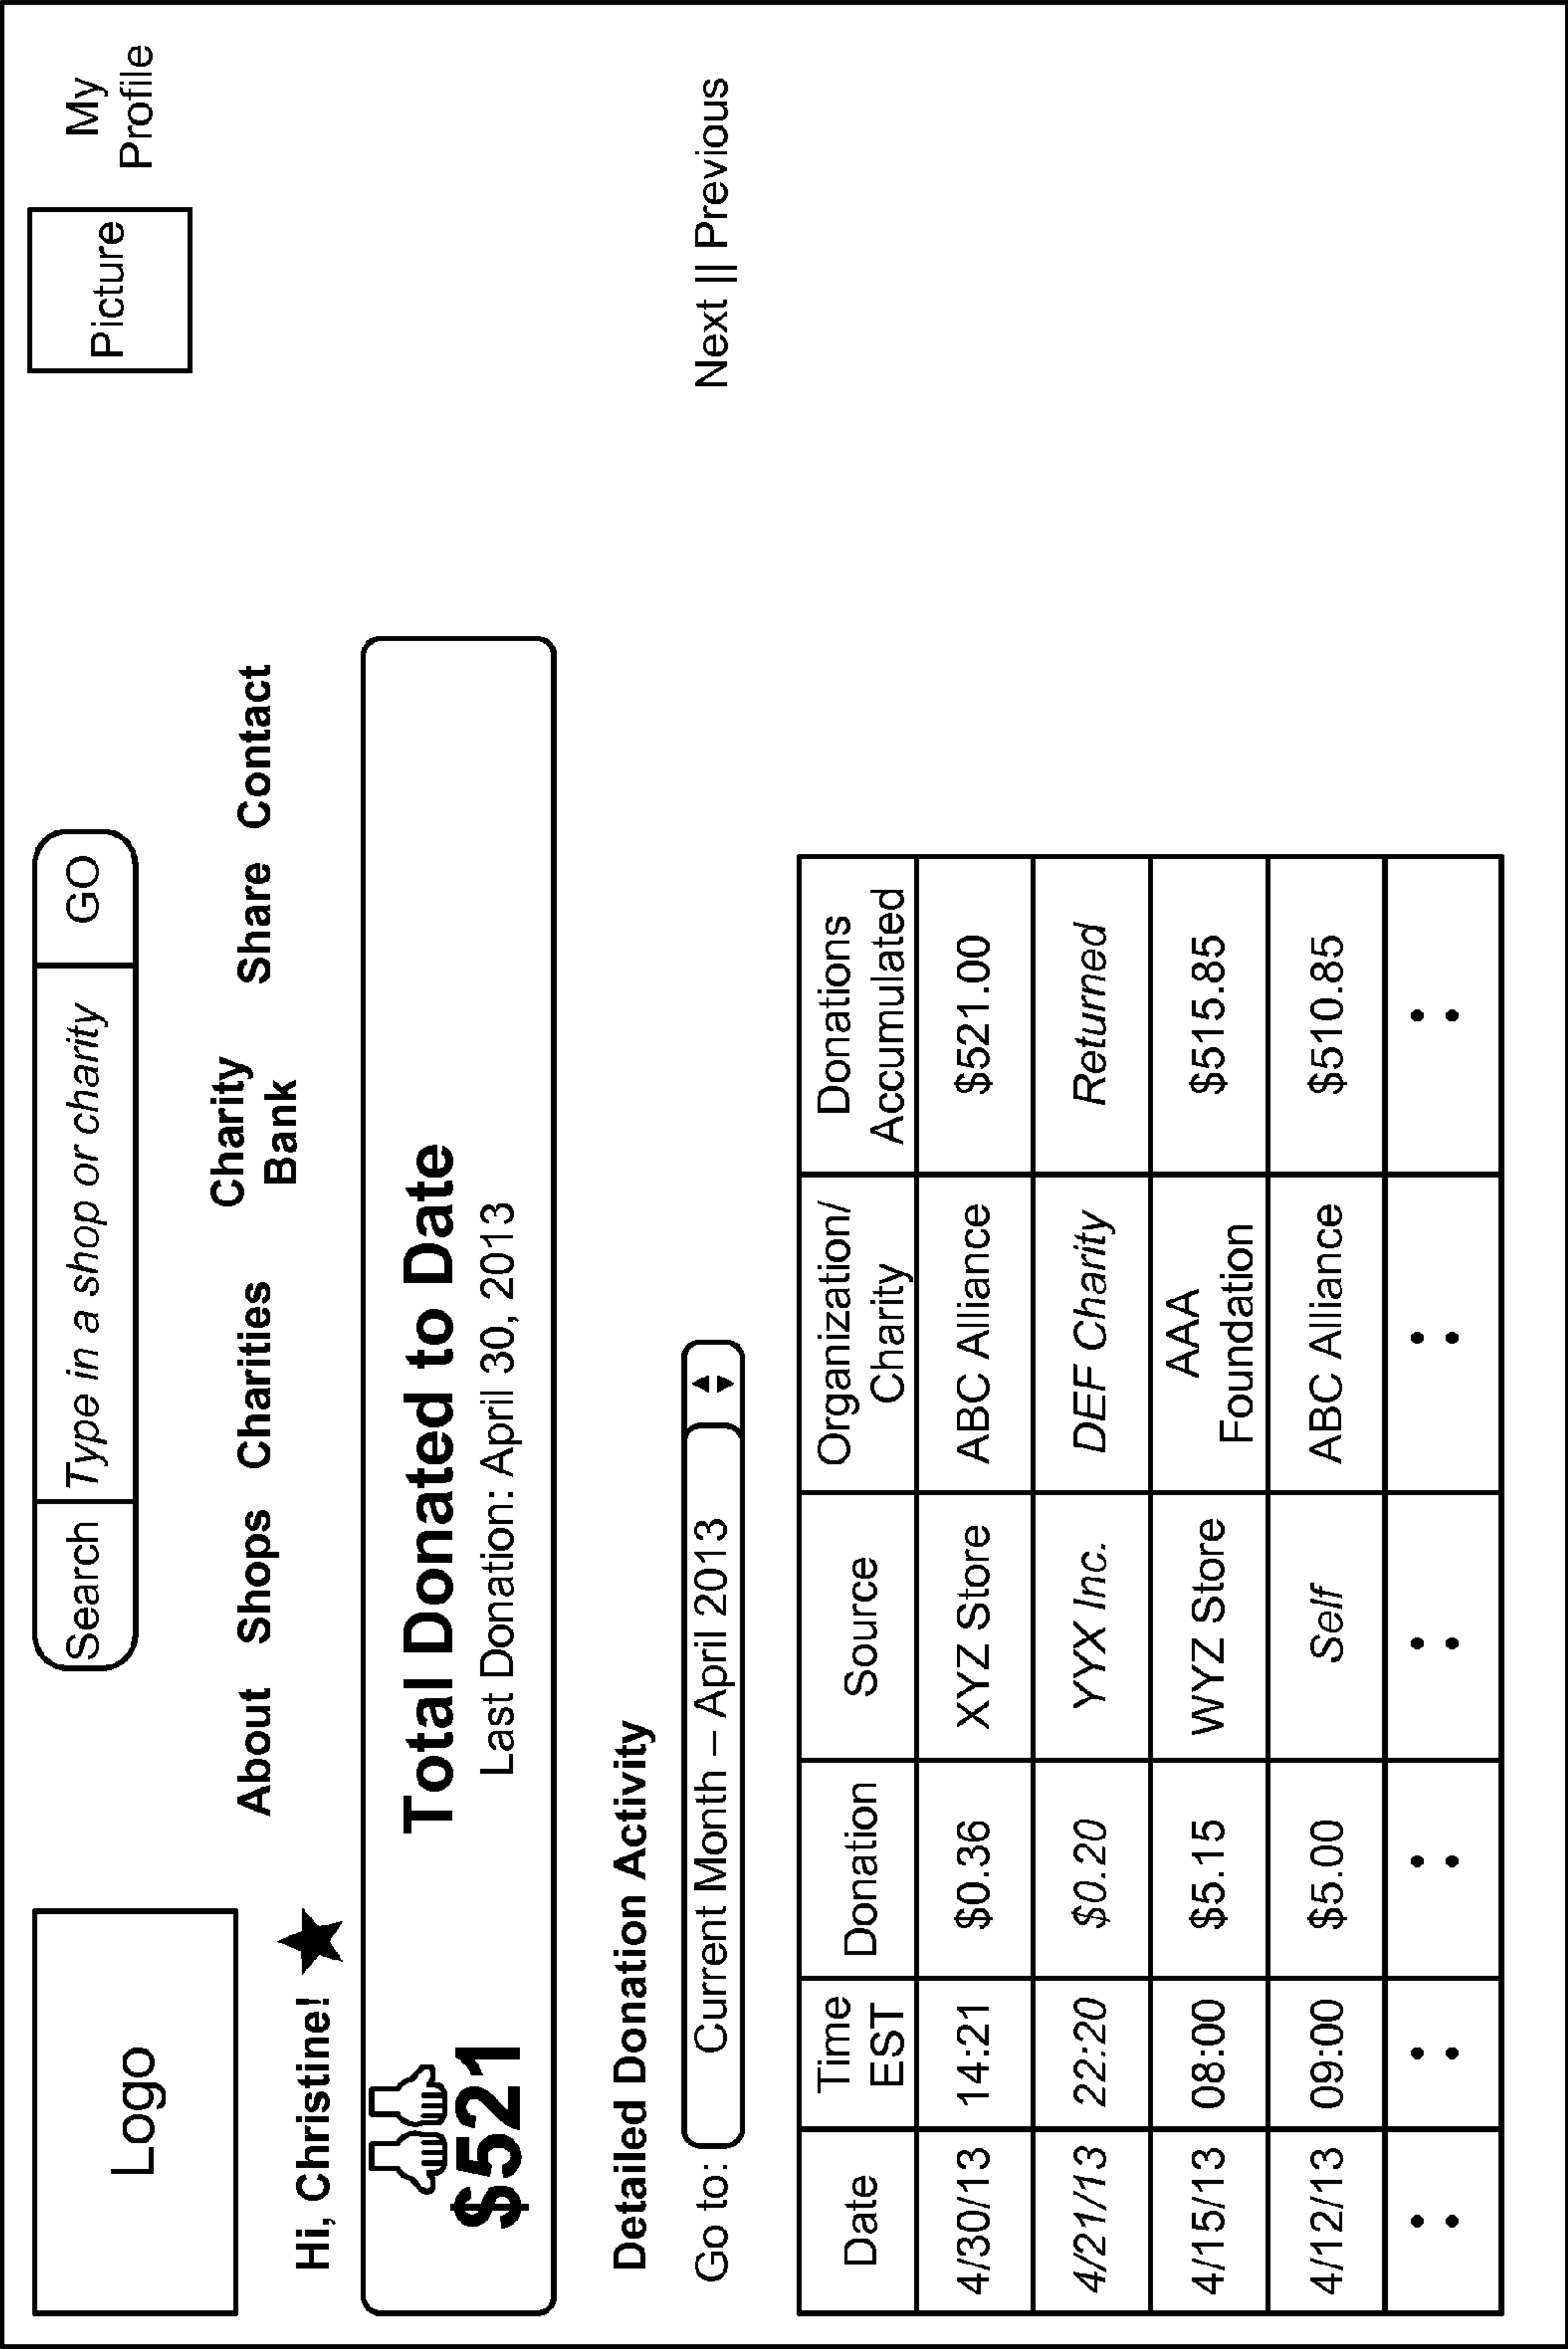 Logo
Search Type in a shop or charity GO
Picture
My
Profile
About Shops Charities Charity Bank Share Contact
Hi, Christine!
$521
Total Donated to Date
Last Donation: April 30, 2013
Detailed Donation Activity
Go to: Current Month – April 2013
Next || Previous
Date Time EST Donation Source Organization/ Charity Donations Accumulated
4/30/13 14:21 $0.36 XYZ Store ABC Alliance $521.00
4/21/13 22:20 $0.20 YYX Inc. DEF Charity Returned
4/15/13 08:00 $5.15 WYZ Store AAA Foundation $515.85
4/12/13 09:00 $5.00 Self ABC Alliance $510.85